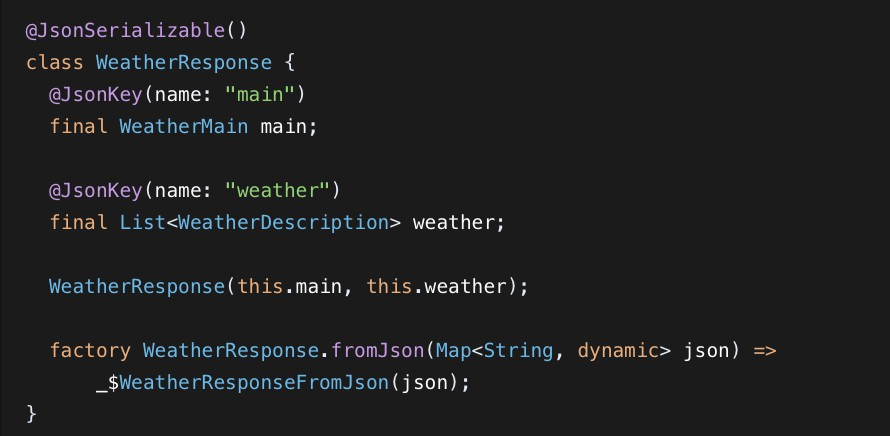 @JsonSerializable()
class WeatherResponse {
  @JsonKey(name: "main")
  final WeatherMain main;

  @JsonKey(name: "weather")
  final List<WeatherDescription> weather;

  WeatherResponse(this.main, this.weather);

  factory WeatherResponse.fromJson(Map<String, dynamic> json) =>
      _$WeatherResponseFromJson(json);
}